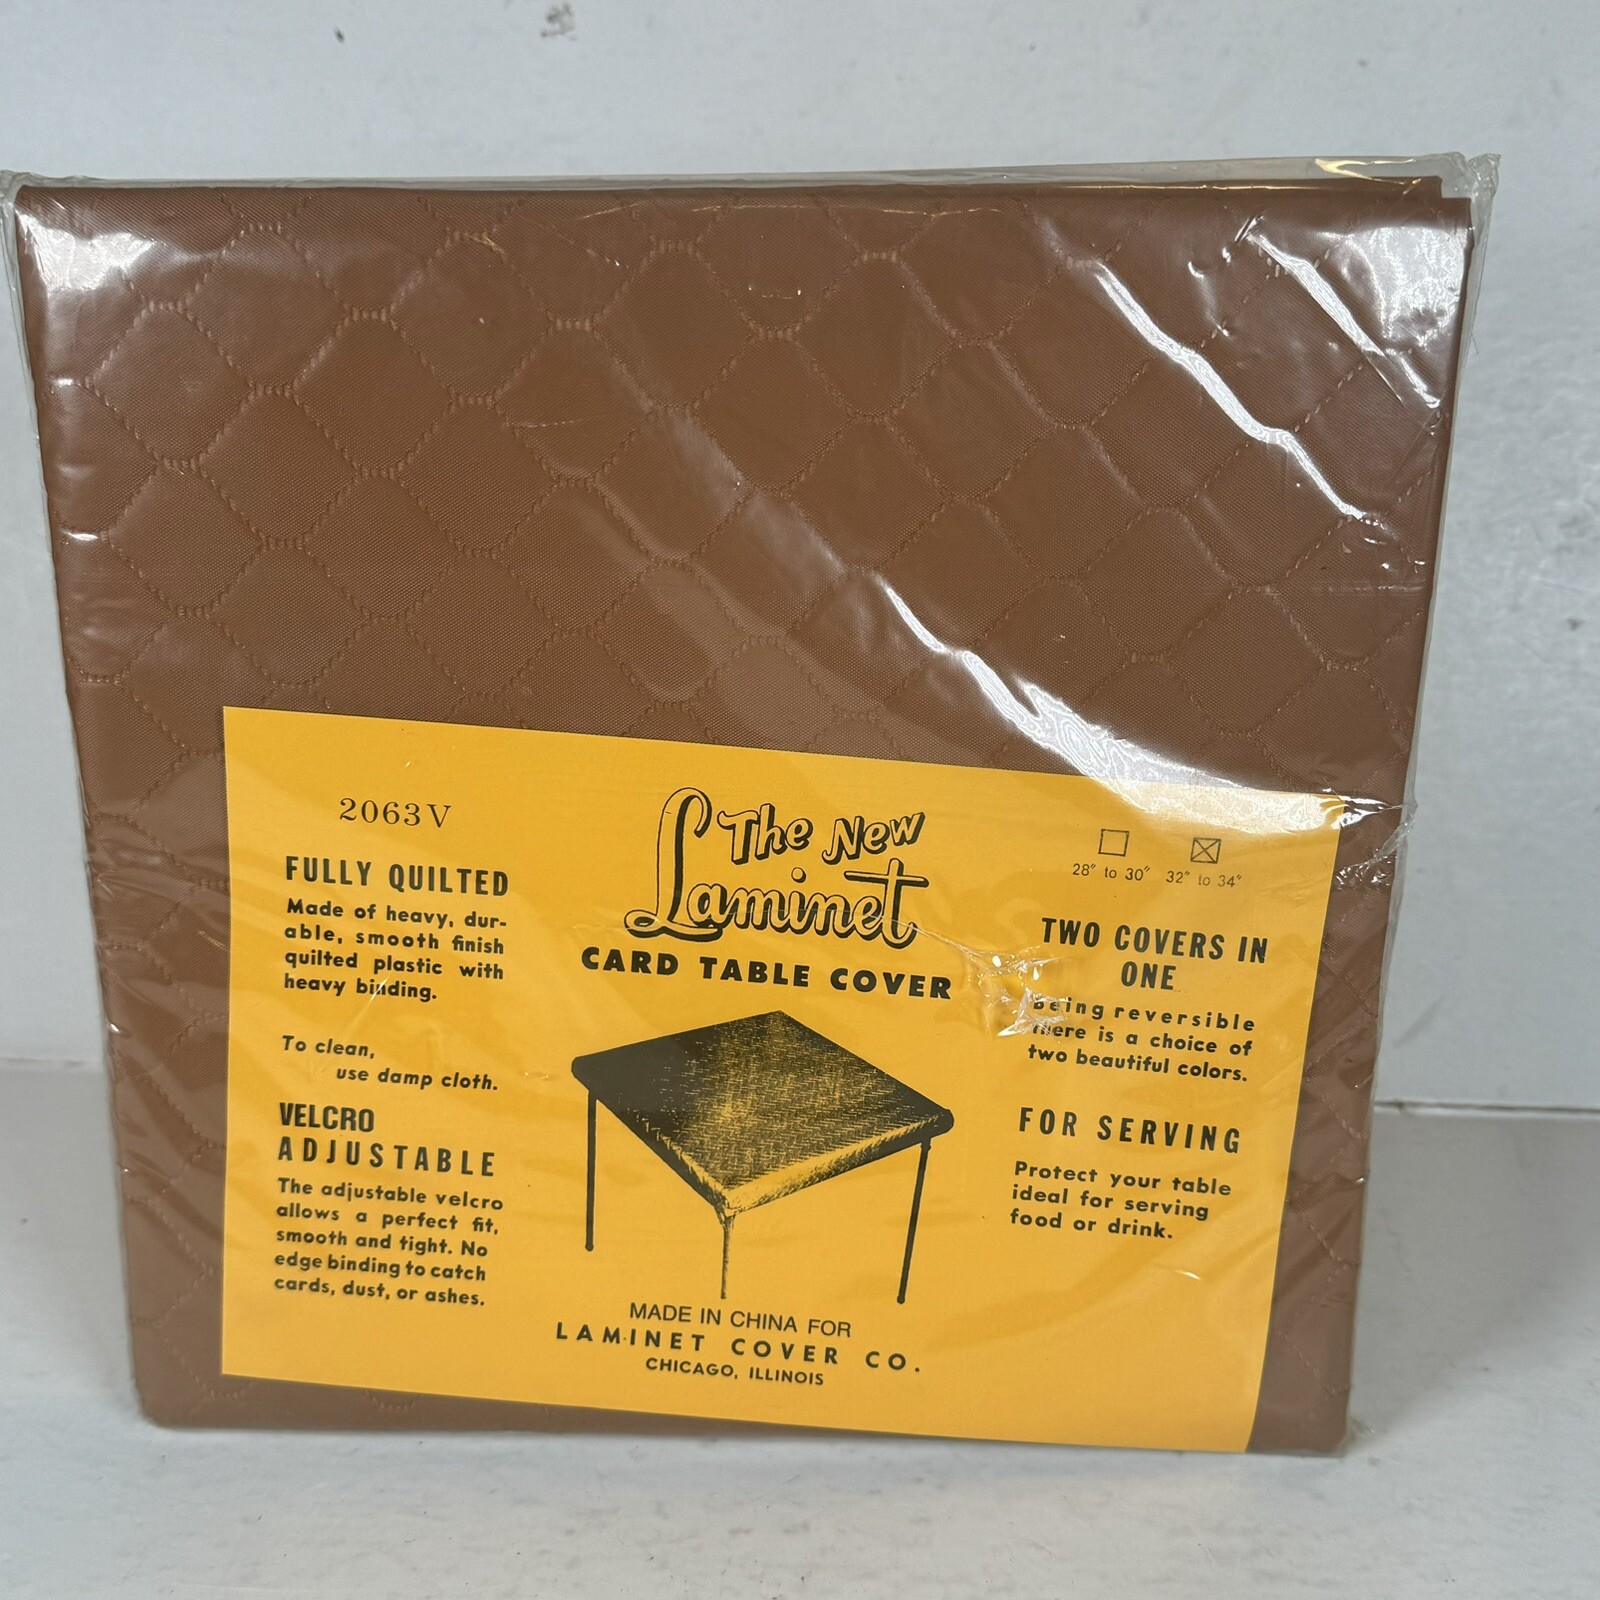 2063V
FULLY QUILTED
Made of heavy, dur-
able, smooth finish
quilted plastic with
heavy binding.
To clean,
use damp cloth.
VELCRO
ADJUSTABLE
The adjustable velcro
allows a perfect fit,
smooth and tight. No
edge binding to catch
cards, dust, or ashes.
The New
Laminet
CARD TABLE COVER
MADE IN CHINA FOR
LAMINET COVER CO.
CHICAGO, ILLINOIS
28" to 30" 32" to 34"
TWO COVERS IN
ONE
Being reversible
there is a choice of
two beautiful colors.
FOR SERVING
Protect your table
ideal for serving
food or drink.